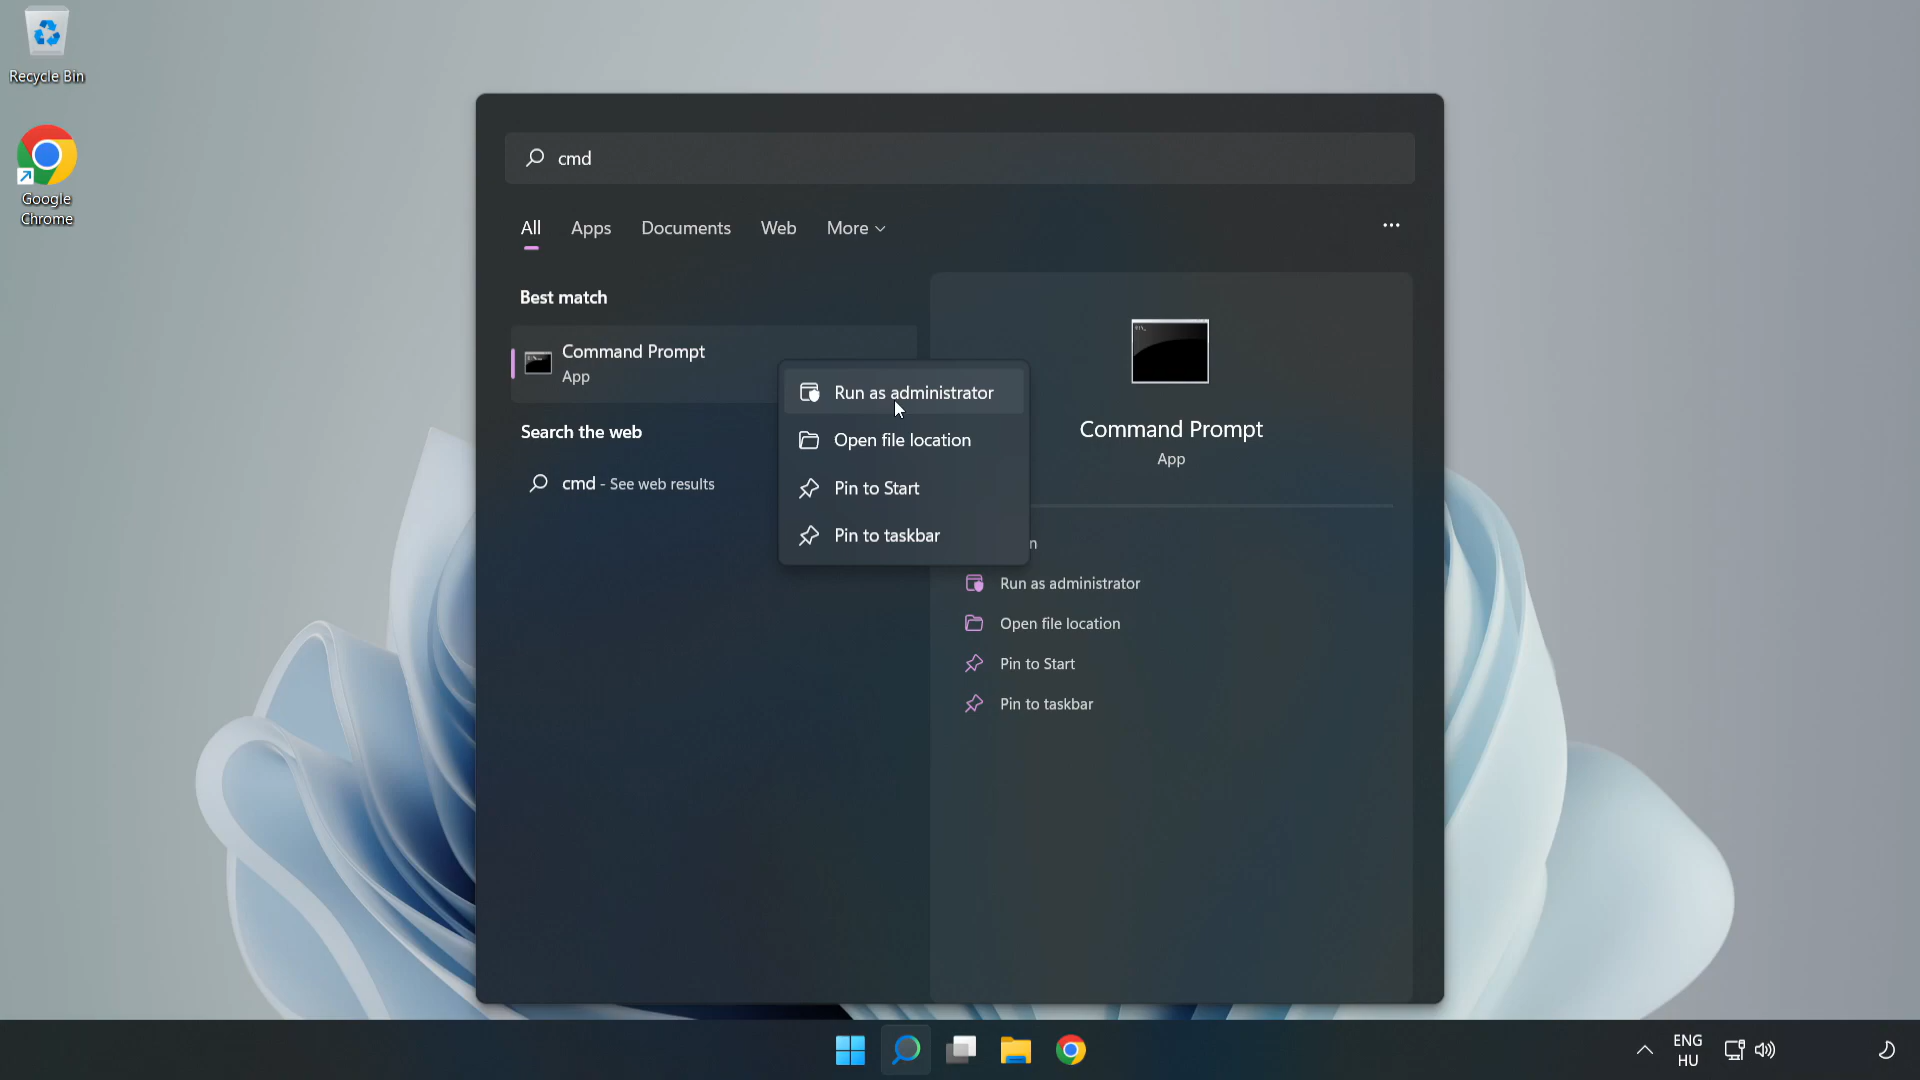 Recycle Bin
Google
Chrome
cmd
All Apps Documents Web More
Best match
Command Prompt
App
Search the web
cmd - See web results
Run as administrator
Open file location
Pin to Start
Pin to taskbar
Command Prompt
App
n
Run as administrator
Open file location
Pin to Start
Pin to taskbar
ENG
HU